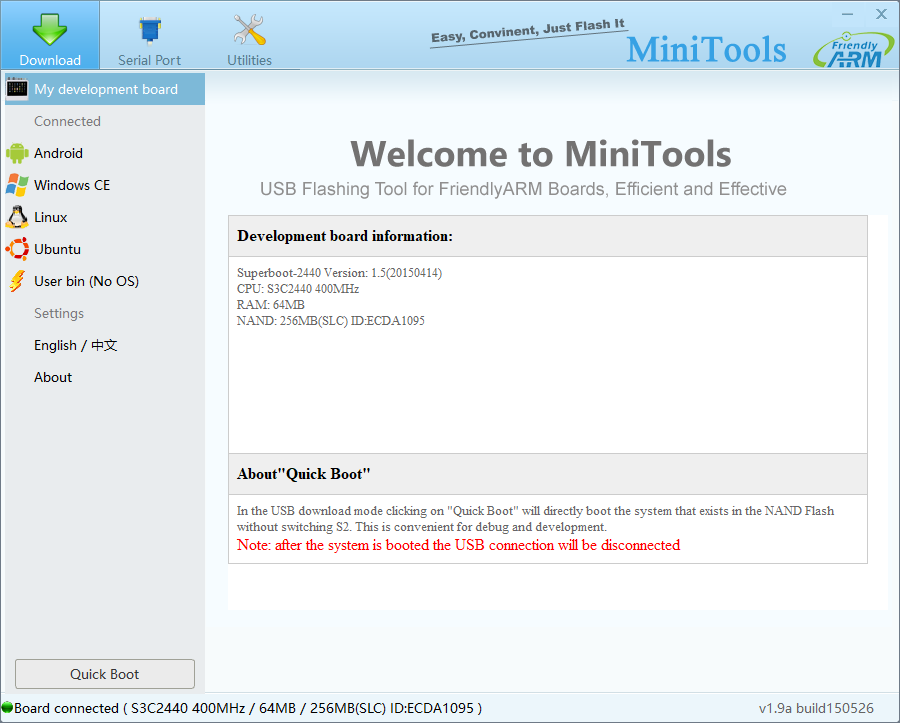 Download
Serial Port
Utilities
Easy, Convinent, Just Flash It
MiniTools
Friendly
ARM
My development board
Connected
Android
Windows CE
Linux
Ubuntu
User bin (No OS)
Settings
English / 中文
About
Quick Boot
Welcome to MiniTools
USB Flashing Tool for FriendlyARM Boards, Efficient and Effective
Development board information:
Superboot-2440 Version: 1.5(20150414)
CPU: S3C2440 400MHz
RAM: 64MB
NAND: 256MB(SLC) ID:ECDA1095
About"Quick Boot"
In the USB download mode clicking on "Quick Boot" will directly boot the system that exists in the NAND Flash
without switching S2. This is convenient for debug and development.
Note: after the system is booted the USB connection will be disconnected
Board connected ( S3C2440 400MHz / 64MB / 256MB(SLC) ID:ECDA1095 )
v1.9a build150526